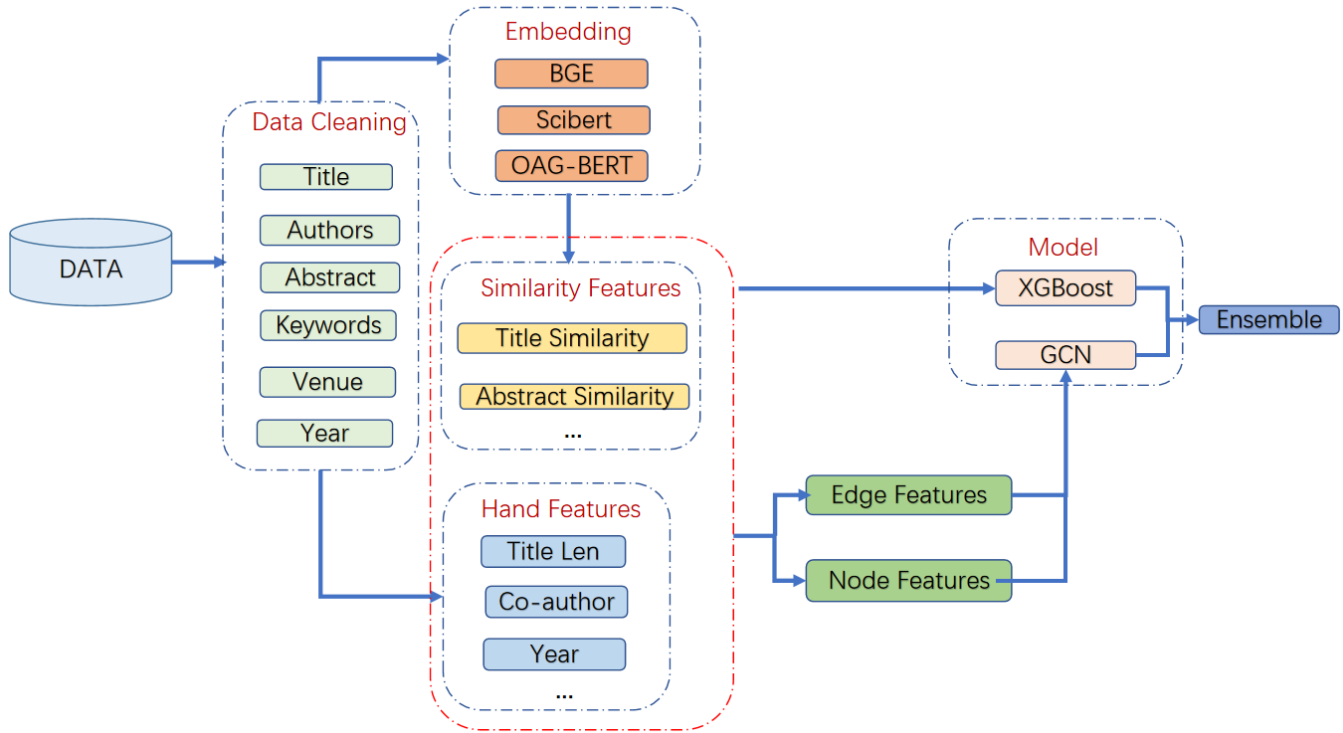 DATA
Data Cleaning
Title
Authors
Abstract
Keywords
Venue
Year
Embedding
BGE
Scibert
OAG-BERT
Similarity Features
Title Similarity
Abstract Similarity
...
Hand Features
Title Len
Co-author
Year
...
Edge Features
Node Features
Model
XGBoost
GCN
Ensemble